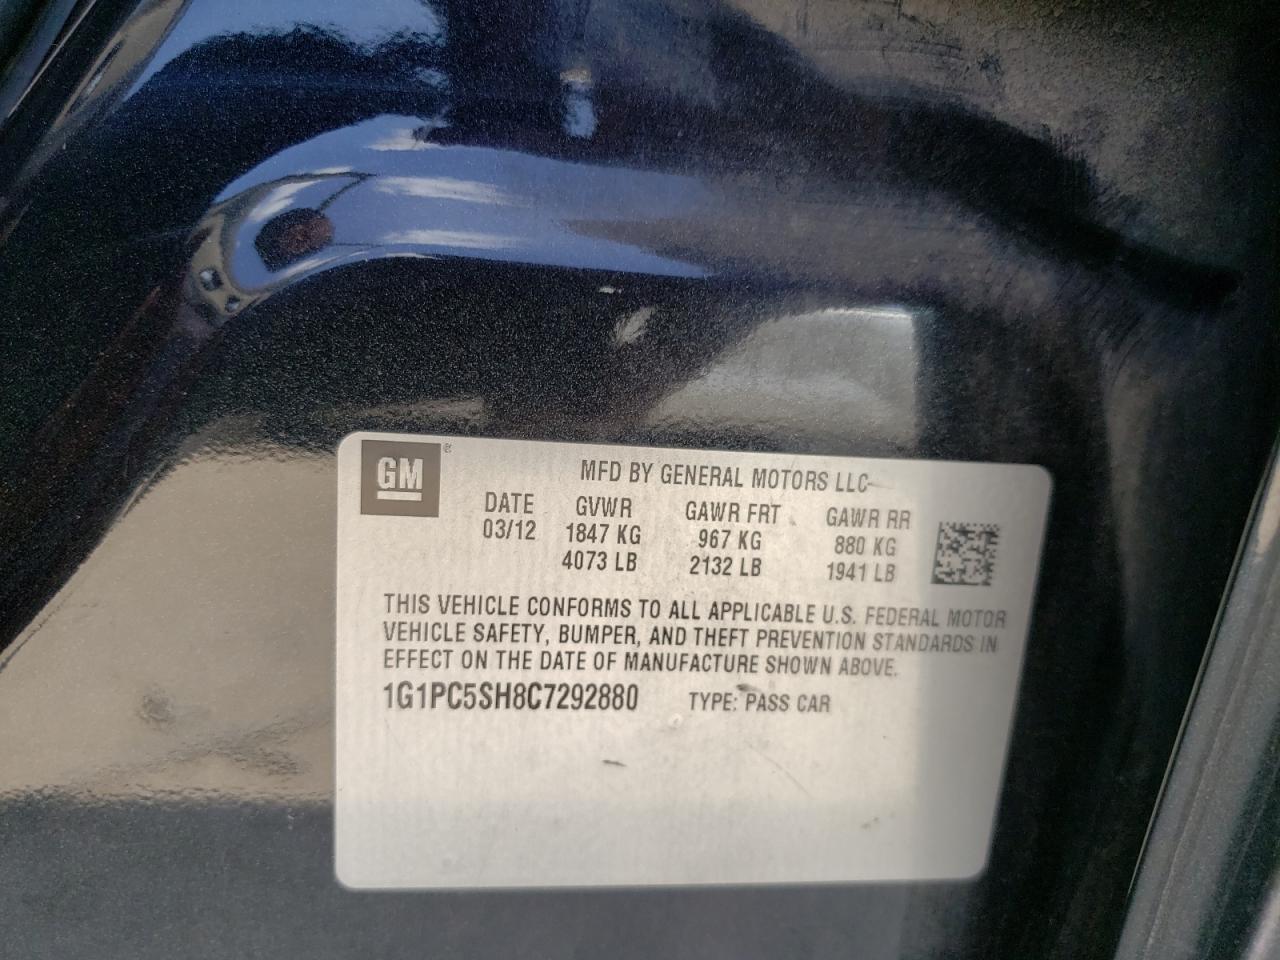 GM®
MFD BY GENERAL MOTORS LLC
DATE GVWR GAWR FRT GAWR RR
03/12 1847 KG 967 KG 880 KG
4073 LB 2132 LB 1941 LB
THIS VEHICLE CONFORMS TO ALL APPLICABLE U.S. FEDERAL MOTOR
VEHICLE SAFETY, BUMPER, AND THEFT PREVENTION STANDARDS IN
EFFECT ON THE DATE OF MANUFACTURE SHOWN ABOVE.
1G1PC5SH8C7292880 TYPE: PASS CAR